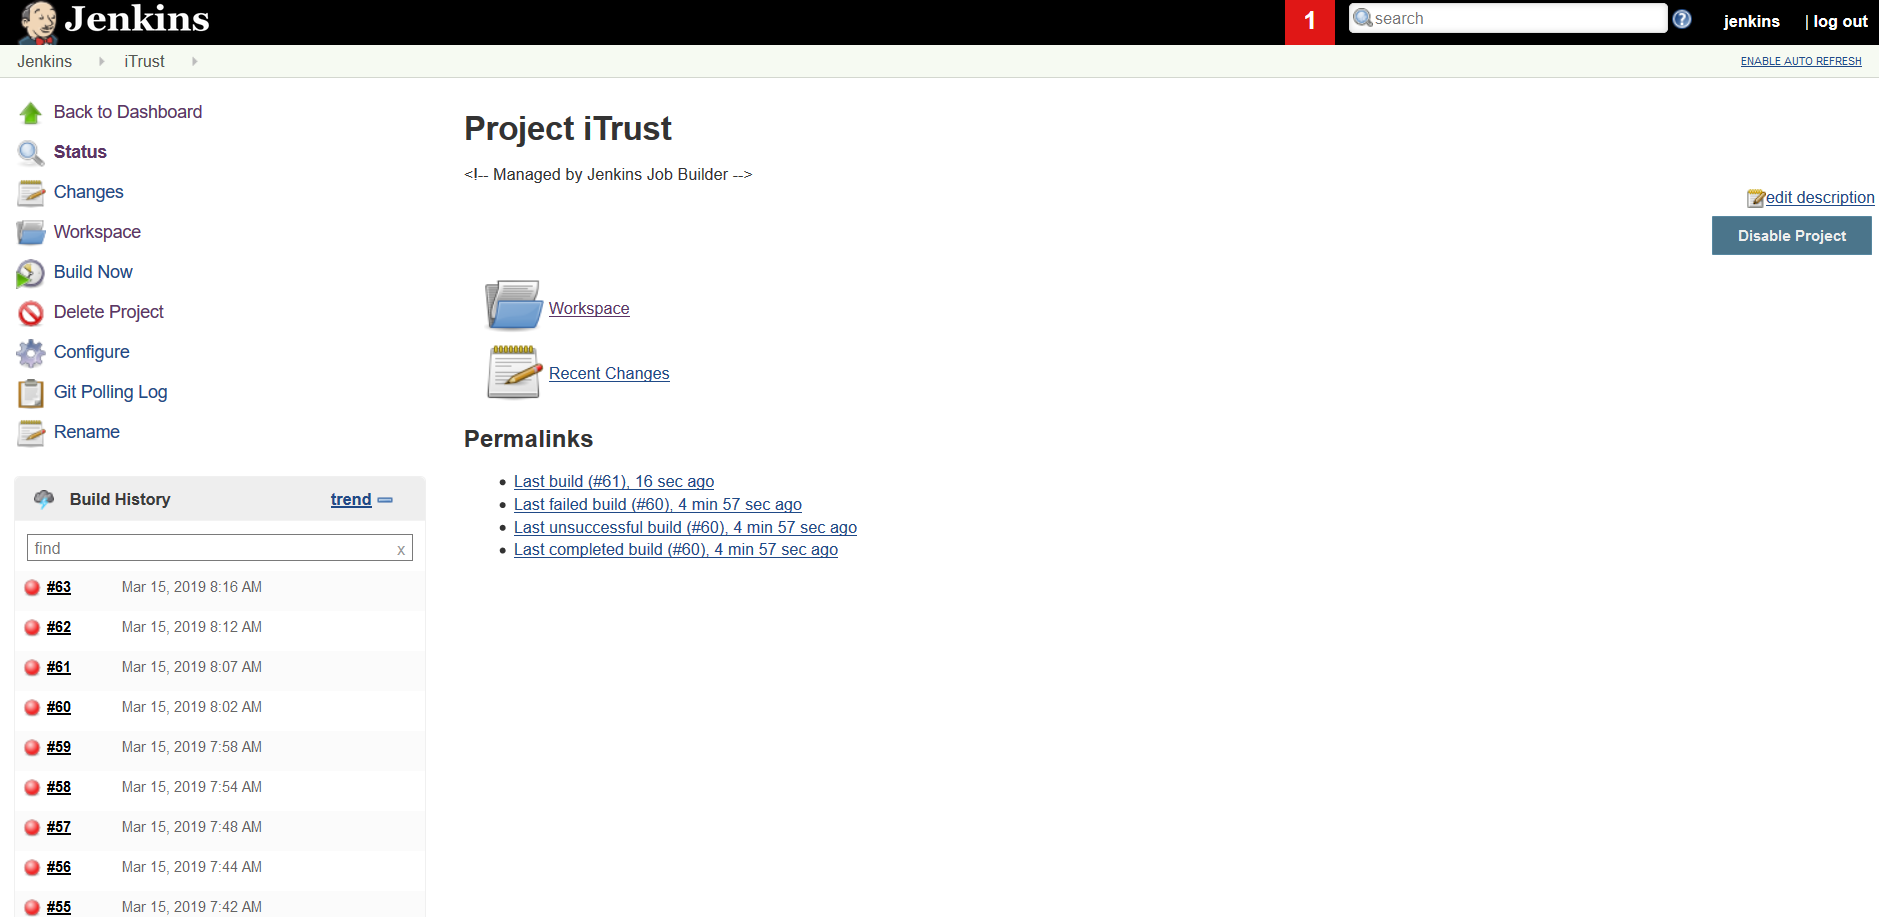 Jenkins
1
search
jenkins
| log out
Jenkins
iTrust
ENABLE AUTO REFRESH
Back to Dashboard
Status
Changes
Workspace
Build Now
Delete Project
Configure
Git Polling Log
Rename
Build History
trend
find
x
#63 Mar 15, 2019 8:16 AM
#62 Mar 15, 2019 8:12 AM
#61 Mar 15, 2019 8:07 AM
#60 Mar 15, 2019 8:02 AM
#59 Mar 15, 2019 7:58 AM
#58 Mar 15, 2019 7:54 AM
#57 Mar 15, 2019 7:48 AM
#56 Mar 15, 2019 7:44 AM
#55 Mar 15, 2019 7:42 AM
Project iTrust
<!-- Managed by Jenkins Job Builder -->
edit description
Disable Project
Workspace
Recent Changes
Permalinks
Last build (#61), 16 sec ago
Last failed build (#60), 4 min 57 sec ago
Last unsuccessful build (#60), 4 min 57 sec ago
Last completed build (#60), 4 min 57 sec ago